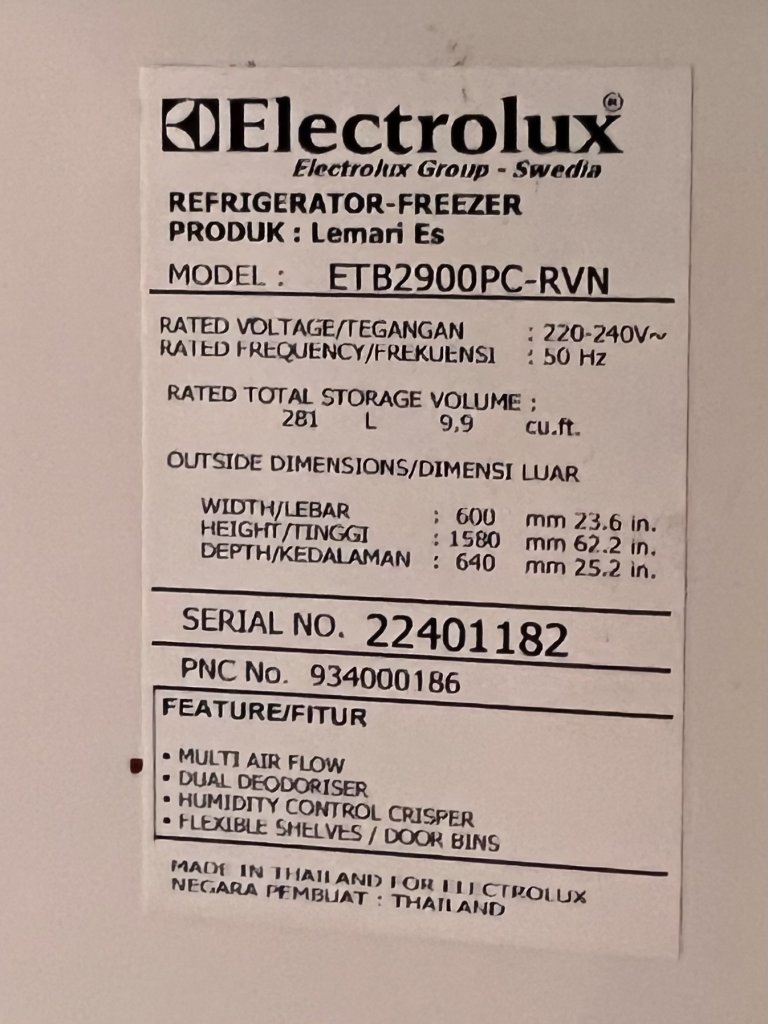 Electrolux®
Electrolux Group - Swedia
REFRIGERATOR-FREEZER
PRODUK : Lemari Es
MODEL : ETB2900PC-RVN
RATED VOLTAGE/TEGANGAN : 220-240V~
RATED FREQUENCY/FREKUENSI : 50 Hz
RATED TOTAL STORAGE VOLUME :
281 L 9,9 cu.ft.
OUTSIDE DIMENSIONS/DIMENSI LUAR
WIDTH/LEBAR : 600 mm 23.6 in.
HEIGHT/TINGGI : 1580 mm 62.2 in.
DEPTH/KEDALAMAN : 640 mm 25.2 in.
SERIAL NO. 22401182
PNC No. 934000186
FEATURE/FITUR
• MULTI AIR FLOW
• DUAL DEODORISER
• HUMIDITY CONTROL CRISPER
• FLEXIBLE SHELVES / DOOR BINS
MADE IN THAILAND FOR ELECTROLUX
NEGARA PEMBUAT : THAILAND